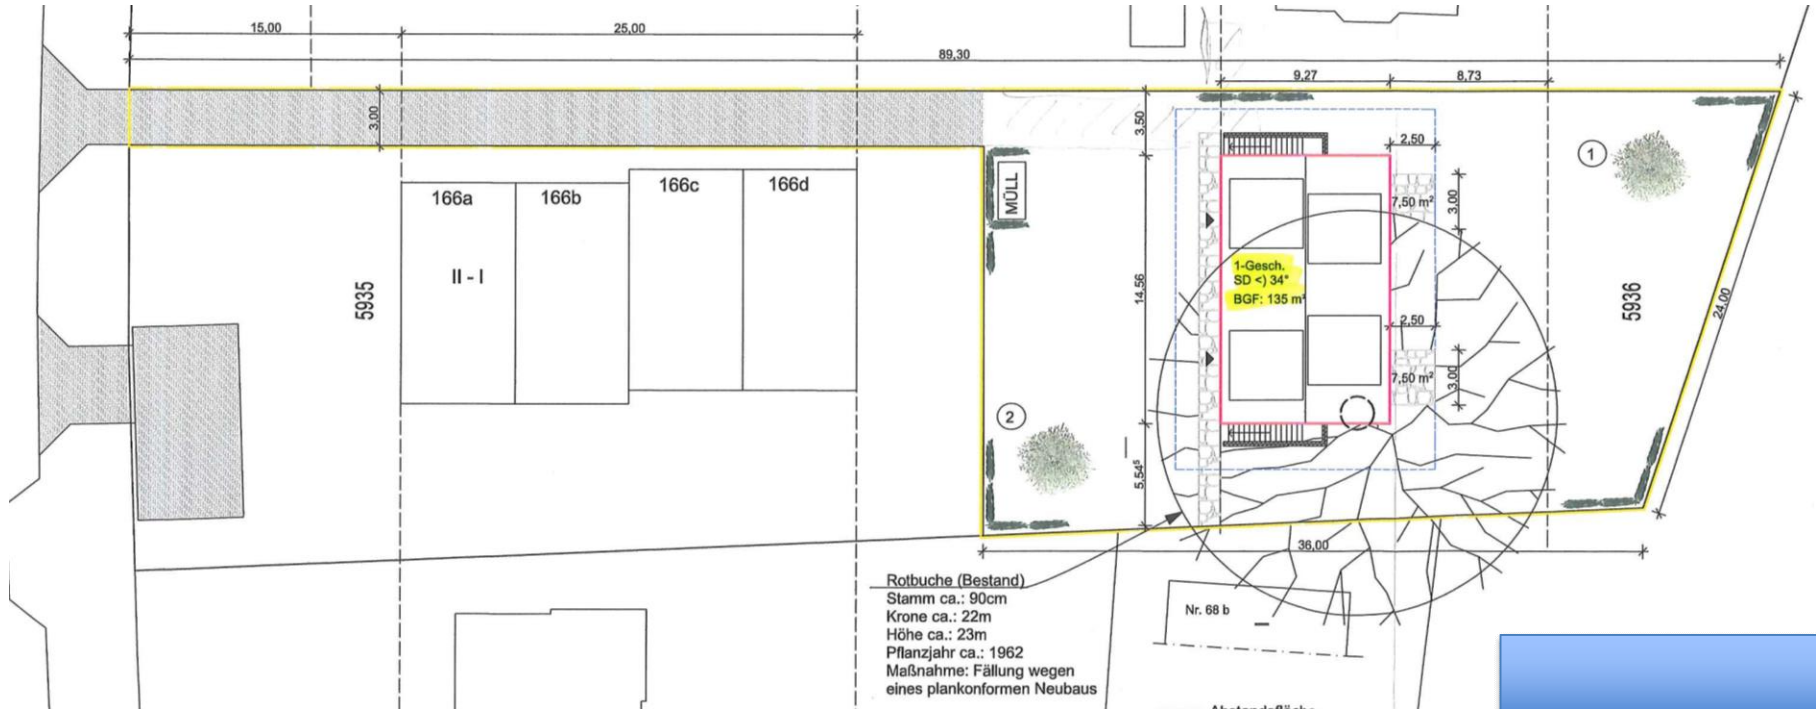 15,00
25,00
89,30
9,27
8,73
3,00
3,50
2,50
1
166a
166b
166c
166d
MÜLL
7,50 m²
3,00
II - I
5935
1-Gesch.
SD <) 34°
BGF: 135 m²
14,56
5936
24,00
2,50
7,50 m²
3,00
2
5,54⁵
36,00
Rotbuche (Bestand)
Stamm ca.: 90cm
Krone ca.: 22m
Höhe ca.: 23m
Pflanzjahr ca.: 1962
Maßnahme: Fällung wegen
eines plankonformen Neubaus
Nr. 68 b